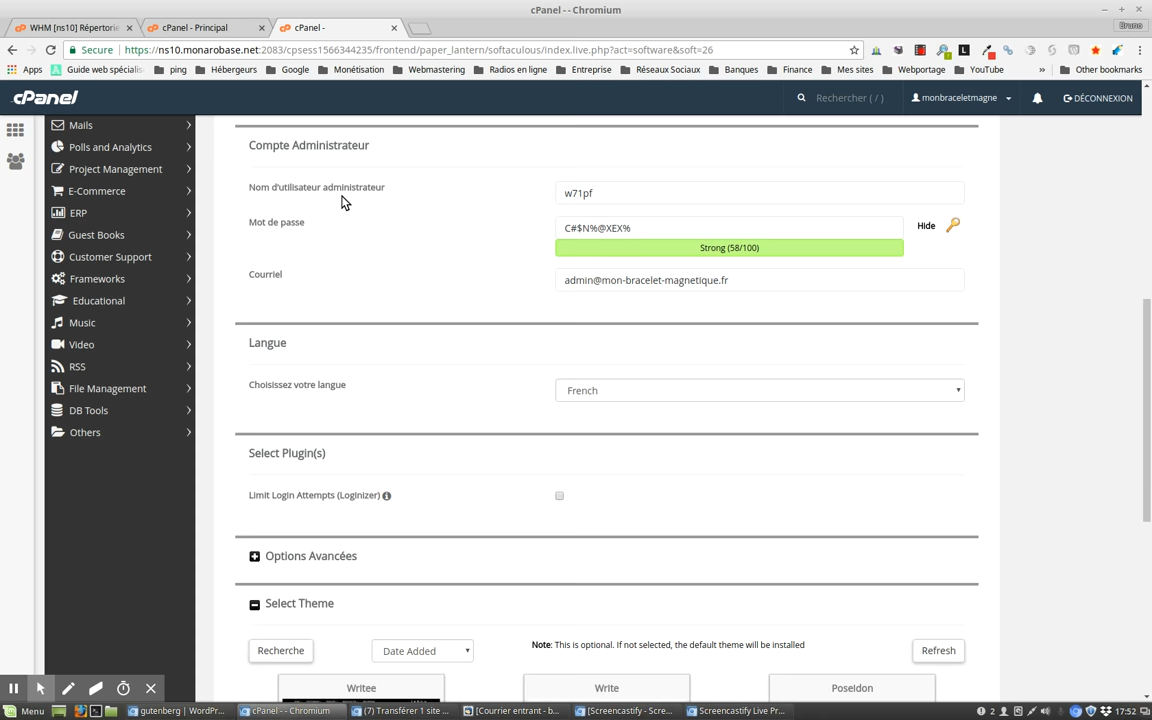 cPanel - - Chromium
WHM [ns10] Répertorie
cPanel - Principal
cPanel -
Bruno
Secure
https://ns10.monarobase.net:2083/cpsess1566344235/frontend/paper_lantern/softaculous/index.live.php?act=software&soft=26
Apps Guide web spécialis ping Hébergeurs Google Monétisation Webmastering Radios en ligne Entreprise Réseaux Sociaux Banques Finance Mes sites Webportage YouTube » Other bookmarks
cPanel Rechercher ( / ) monbraceletmagne DÉCONNEXION
Mails
Polls and Analytics
Project Management
E-Commerce
ERP
Guest Books
Customer Support
Frameworks
Educational
Music
Video
RSS
File Management
DB Tools
Others
Compte Administrateur
Nom d'utilisateur administrateur
w71pf
Mot de passe
C#$N%@XEX%
Hide
Strong (58/100)
Courriel
admin@mon-bracelet-magnetique.fr
Langue
Choisissez votre langue
French
Select Plugin(s)
Limit Login Attempts (Loginizer)
Options Avancées
Select Theme
Recherche
Date Added
Note: This is optional. If not selected, the default theme will be installed
Refresh
Writee
Write
Poseidon
Menu gutenberg | WordPr... cPanel - - Chromium (7) Transférer 1 site ... [Courrier entrant - b... [Screencastify - Scre... Screencastify Live Pr... 2 17:52